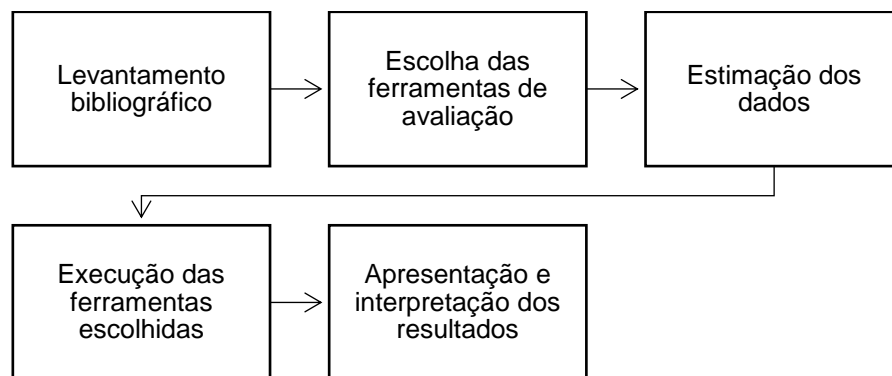 Levantamento
bibliográfico
Escolha das
ferramentas de
avaliação
Estimação dos
dados
Execução das
ferramentas
escolhidas
Apresentação e
interpretação dos
resultados